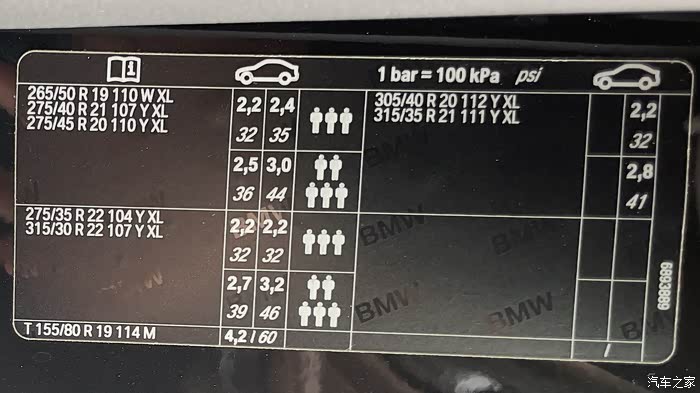 1 bar = 100 kPa psi
265/50 R 19 110 W XL
275/40 R 21 107 Y XL
275/45 R 20 110 Y XL
2,2 2,4
32 35
2,5 3,0
36 44
305/40 R 20 112 Y XL
315/35 R 21 111 Y XL
2,2
32
2,8
41
275/35 R 22 104 Y XL
315/30 R 22 107 Y XL
2,2 2,2
32 32
2,7 3,2
39 46
T 155/80 R 19 114 M
4,2 / 60
/
6893689
BMW
BMW
BMW
BMW
BMW
BMW
BMW
汽车之家